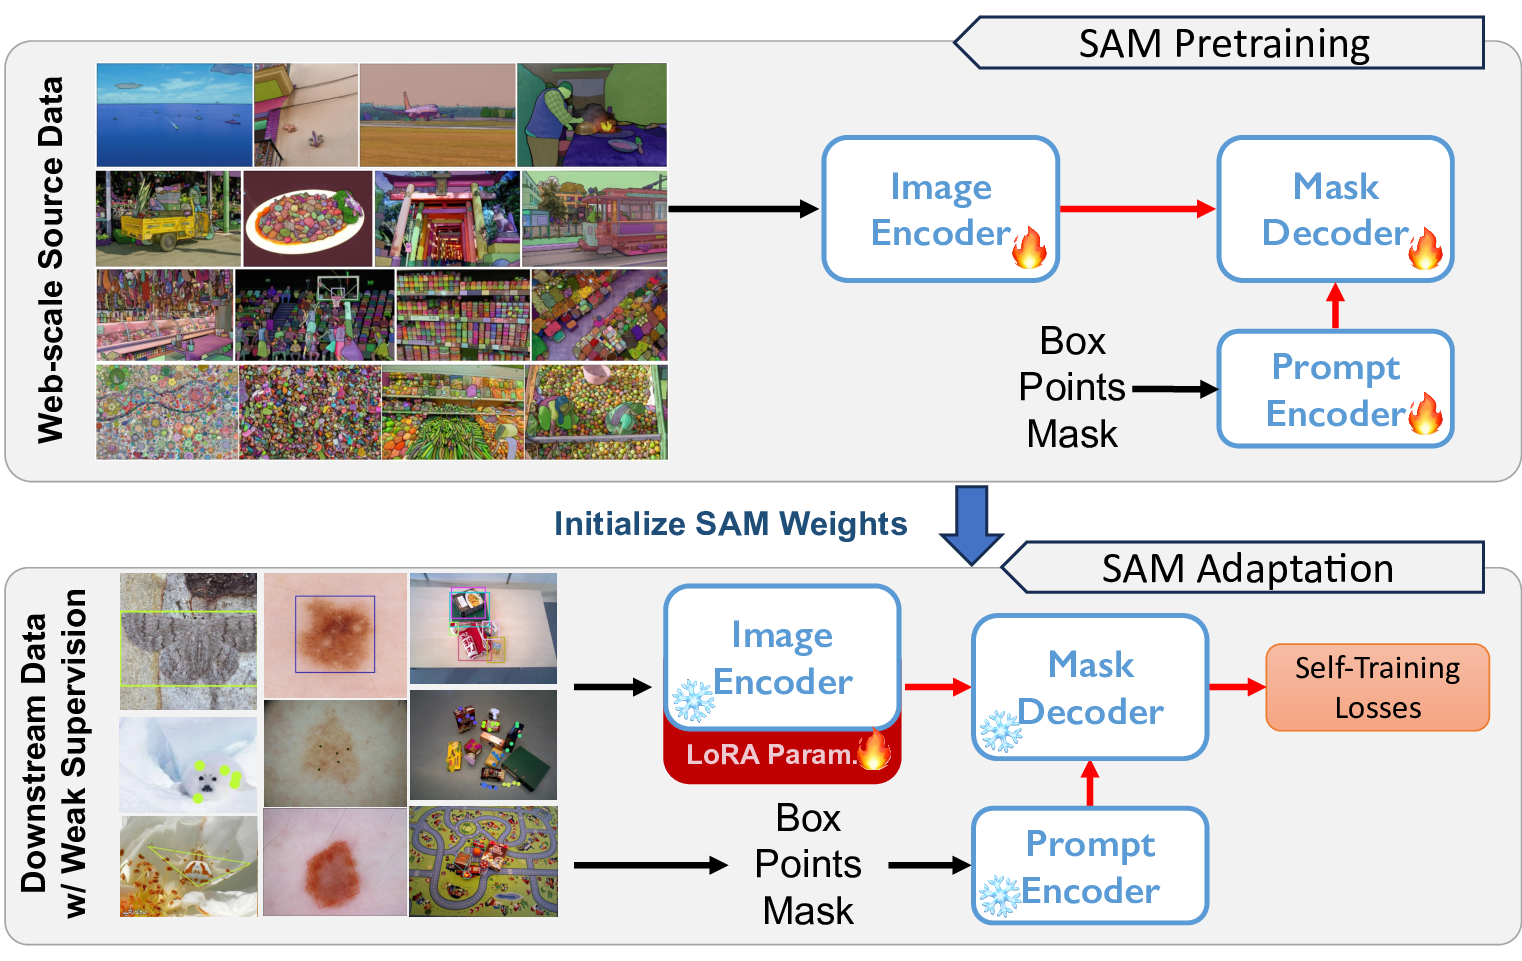 SAM Pretraining
Web-scale Source Data
Image
Encoder
Mask
Decoder
Box
Points
Mask
Prompt
Encoder
Initialize SAM Weights
SAM Adaptation
Downstream Data
w/ Weak Supervision
Image
Encoder
LoRA Param.
Mask
Decoder
Self-Training
Losses
Box
Points
Mask
Prompt
Encoder